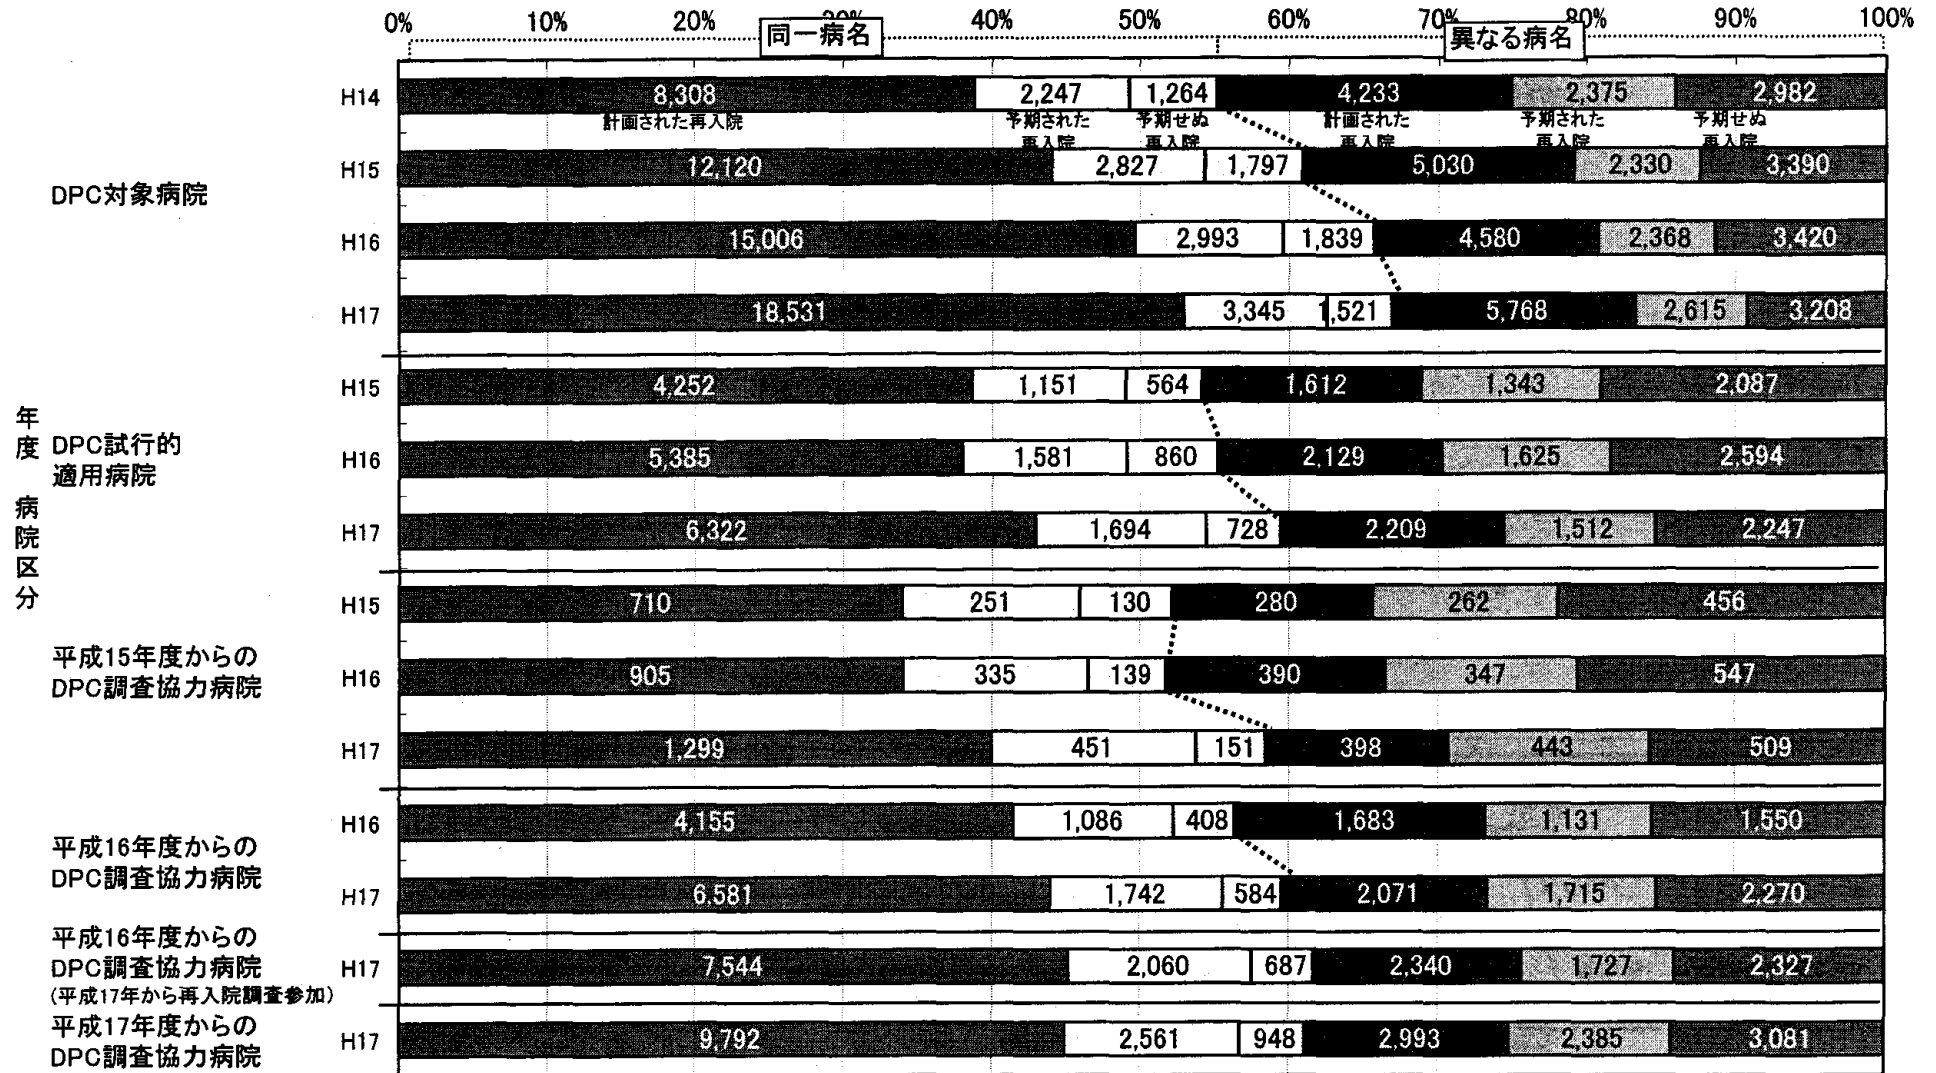 0% 10% 20% 30% 40% 50% 60% 70% 80% 90% 100%
同一病名 異なる病名
H14 8,308 2,247 1,264 4,233 2,375 2,982
計画された再入院 予期された 予期せぬ 計画された 予期された 予期せぬ
再入院 再入院 再入院 再入院 再入院
H15 12,120 2,827 1,797 5,030 2,330 3,390
DPC対象病院
H16 15,006 2,993 1,839 4,580 2,368 3,420
H17 18,531 3,345 1,521 5,768 2,615 3,208
H15 4,252 1,151 564 1,612 1,343 2,087
年度 病院区分
DPC試行的
適用病院
H16 5,385 1,581 860 2,129 1,625 2,594
H17 6,322 1,694 728 2,209 1,512 2,247
H15 710 251 130 280 262 456
平成15年度からの
DPC調査協力病院
H16 905 335 139 390 347 547
H17 1,299 451 151 398 443 509
H16 4,155 1,086 408 1,683 1,131 1,550
平成16年度からの
DPC調査協力病院
H17 6,581 1,742 584 2,071 1,715 2,270
平成16年度からの
DPC調査協力病院
(平成17年から再入院調査参加)
H17 7,544 2,060 687 2,340 1,727 2,327
平成17年度からの
DPC調査協力病院
H17 9,792 2,561 948 2,993 2,385 3,081